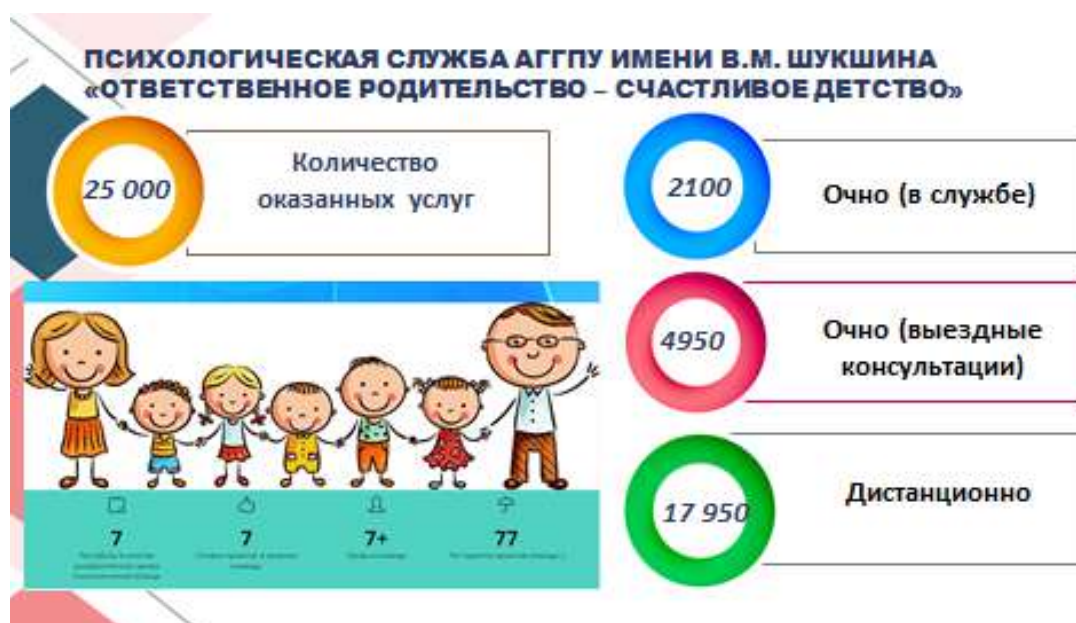 ПСИХОЛОГИЧЕСКАЯ СЛУЖБА АГГПУ ИМЕНИ В.М. ШУКШИНА
«ОТВЕТСТВЕННОЕ РОДИТЕЛЬСТВО – СЧАСТЛИВОЕ ДЕТСТВО»
25 000
Количество
оказанных услуг
2100
Очно (в службе)
4950
Очно (выездные
консультации)
17 950
Дистанционно
7
7
7+
77